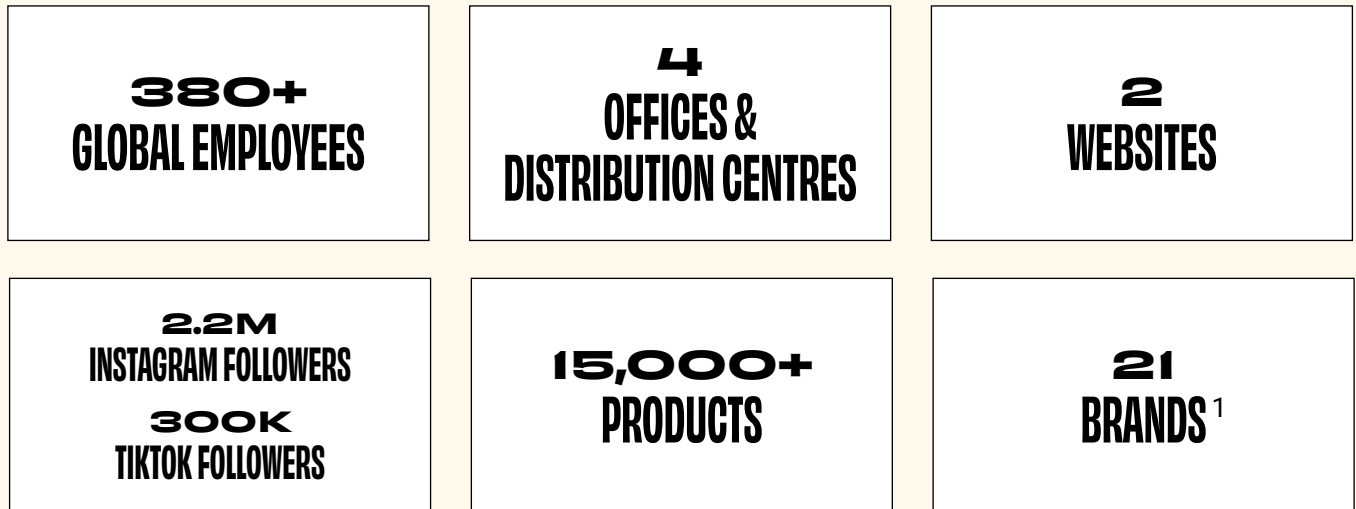 380+
GLOBAL EMPLOYEES
4
OFFICES &
DISTRIBUTION CENTRES
2
WEBSITES
2.2M
INSTAGRAM FOLLOWERS
300K
TIKTOK FOLLOWERS
15,000+
PRODUCTS
21
BRANDS 1